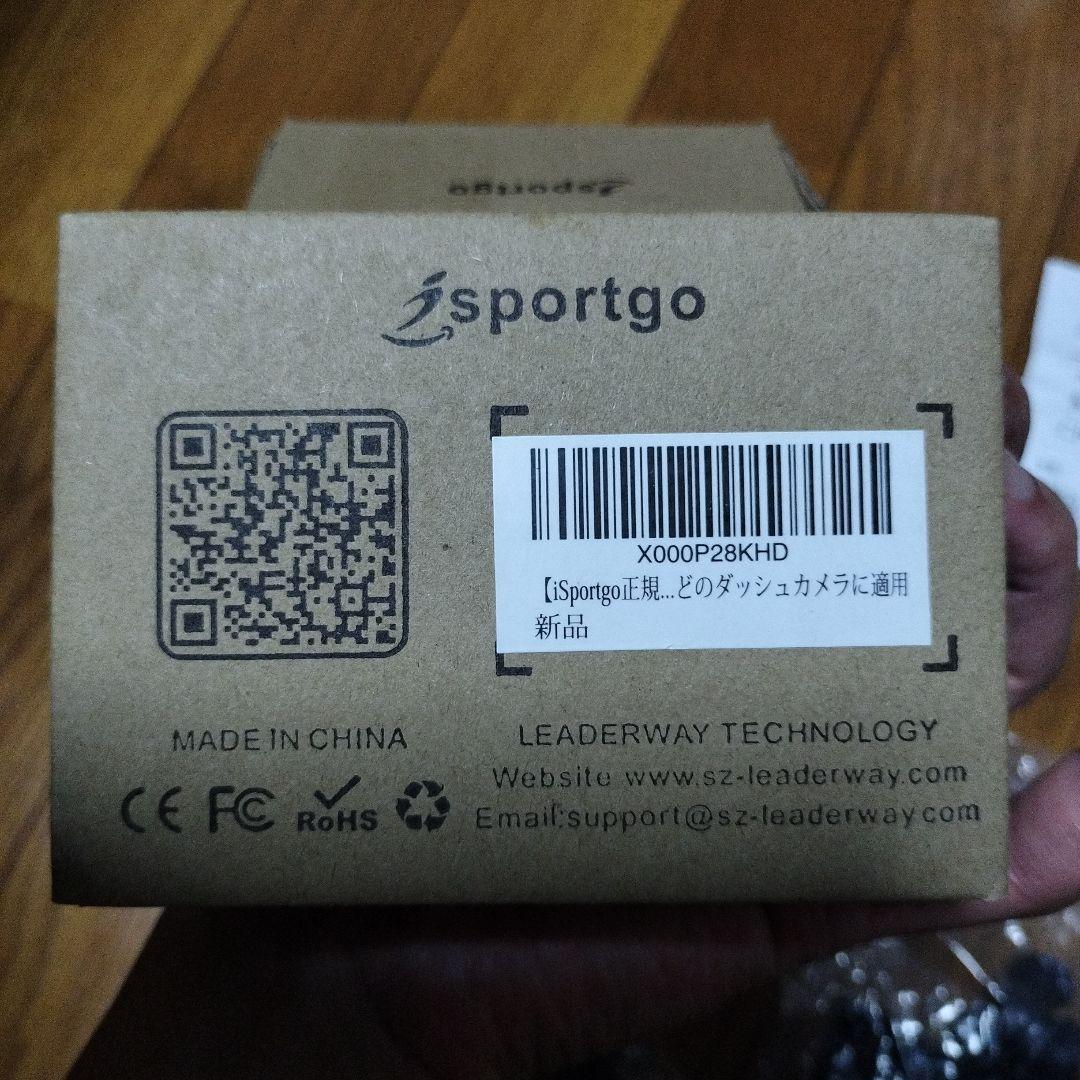 isportgo
isportgo
X000P28KHD
【iSportgo正規...どのダッシュカメラに適用
新品
MADE IN CHINA
CE FC RoHS
LEADERWAY TECHNOLOGY
Website www.sz-leaderway.com
Email:support@sz-leaderway.com